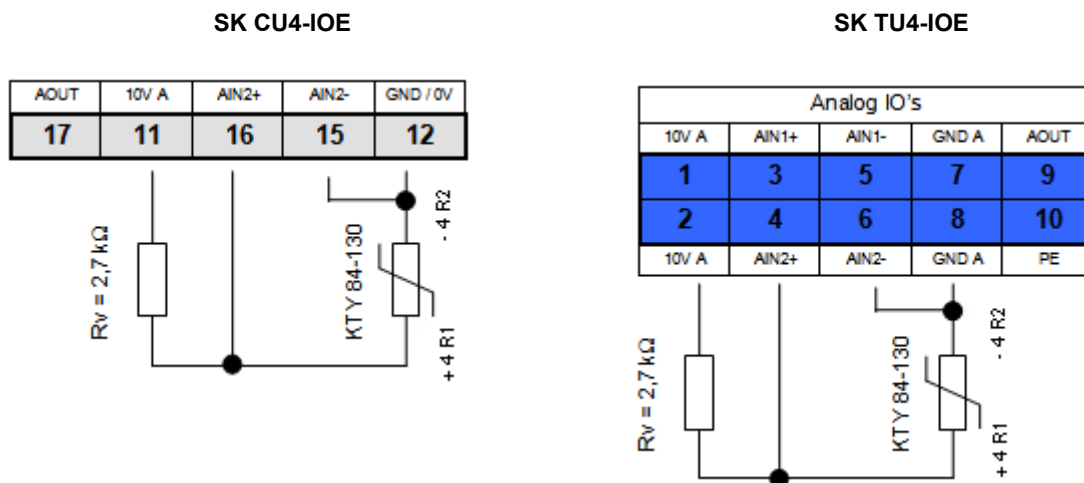 SK CU4-IOE
AOUT 10V A AIN2+ AIN2- GND / 0V
17 11 16 15 12
Rv = 2,7 kΩ
KTY 84-130
- 4 R2
+ 4 R1
SK TU4-IOE
Analog IO's
10V A AIN1+ AIN1- GND A AOUT
1 3 5 7 9
2 4 6 8 10
10V A AIN2+ AIN2- GND A PE
Rv = 2,7 kΩ
KTY 84-130
- 4 R2
+ 4 R1